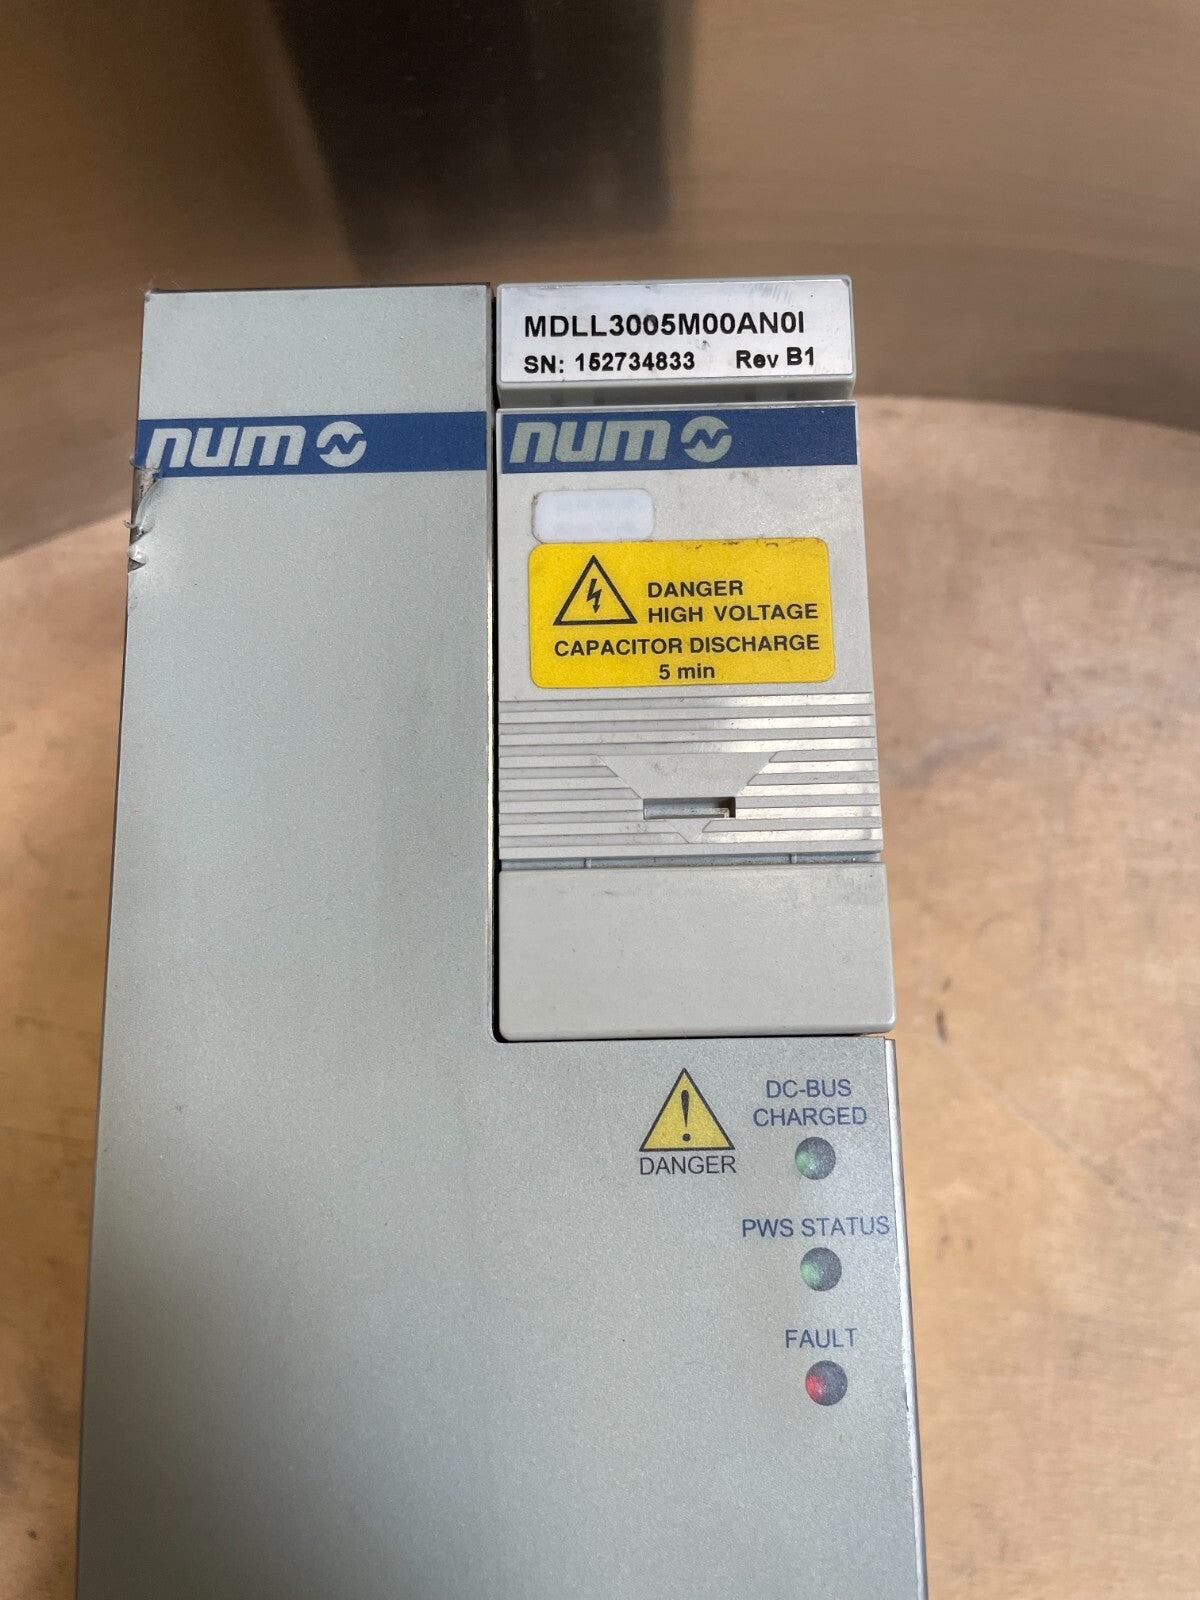 MDLL3005M00AN0I
SN: 152734833 Rev B1
num
num
DANGER
HIGH VOLTAGE
CAPACITOR DISCHARGE
5 min
DC-BUS
CHARGED
DANGER
PWS STATUS
FAULT